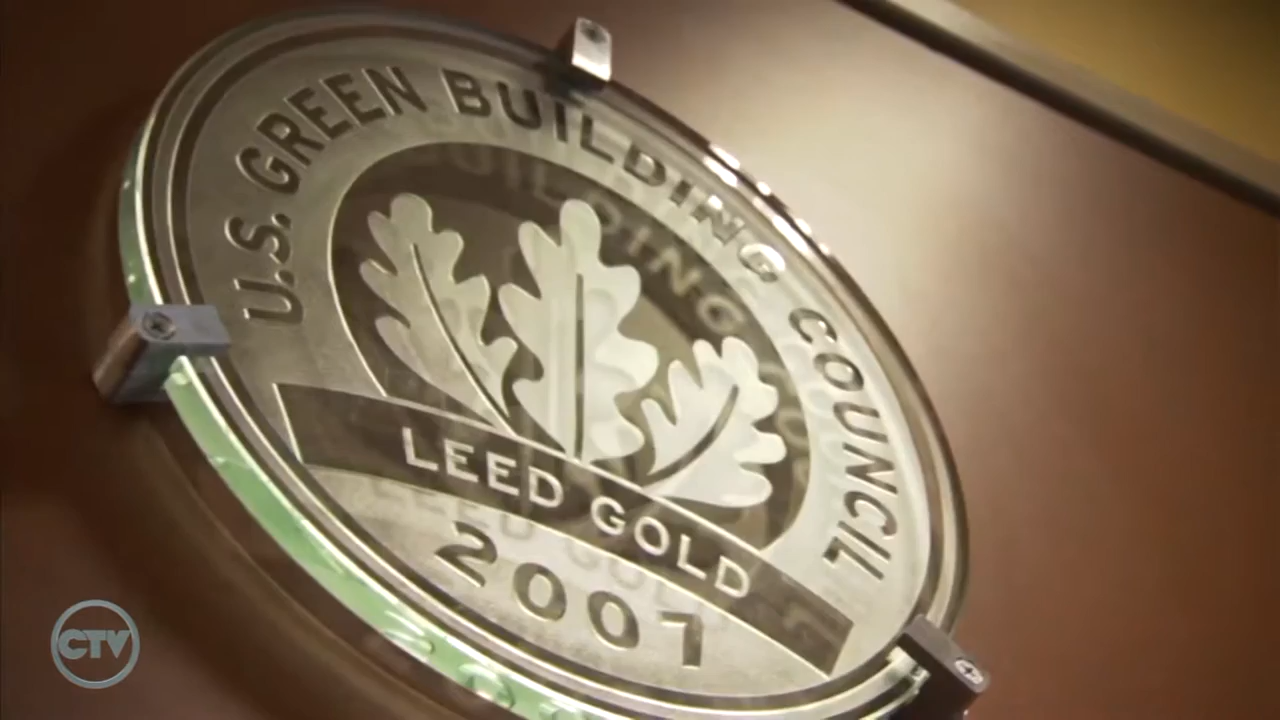 U.S. GREEN BUILDING COUNCIL
LEED GOLD
2007
CTV